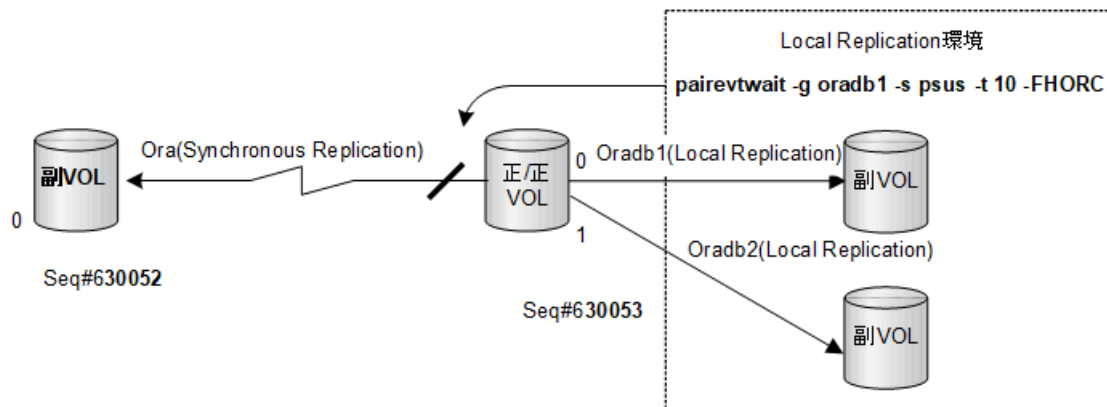 Local Replication環境
pairevtwait -g oradb1 -s psus -t 10 -FHORC
Ora(Synchronous Replication)
副VOL
0
Seq#630052
正/正
VOL
0
1
Seq#630053
Oradb1(Local Replication)
副VOL
Oradb2(Local Replication)
副VOL